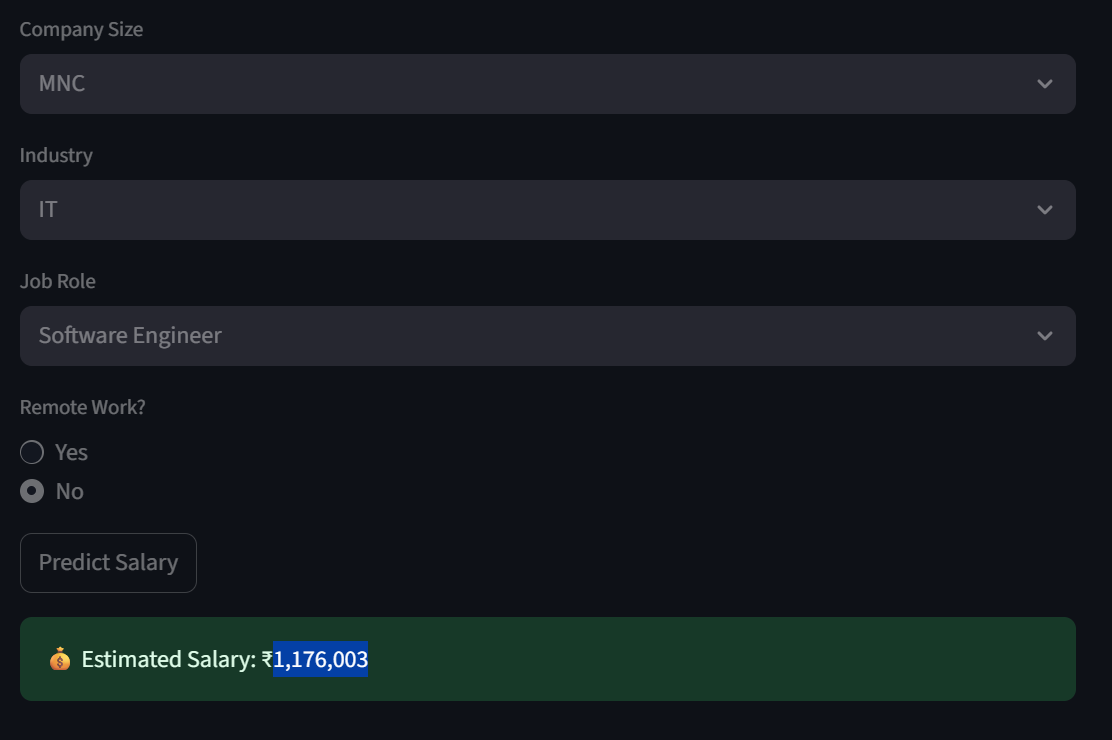 Company Size
MNC
Industry
IT
Job Role
Software Engineer
Remote Work?
Yes
No
Predict Salary
💰 Estimated Salary: ₹1,176,003